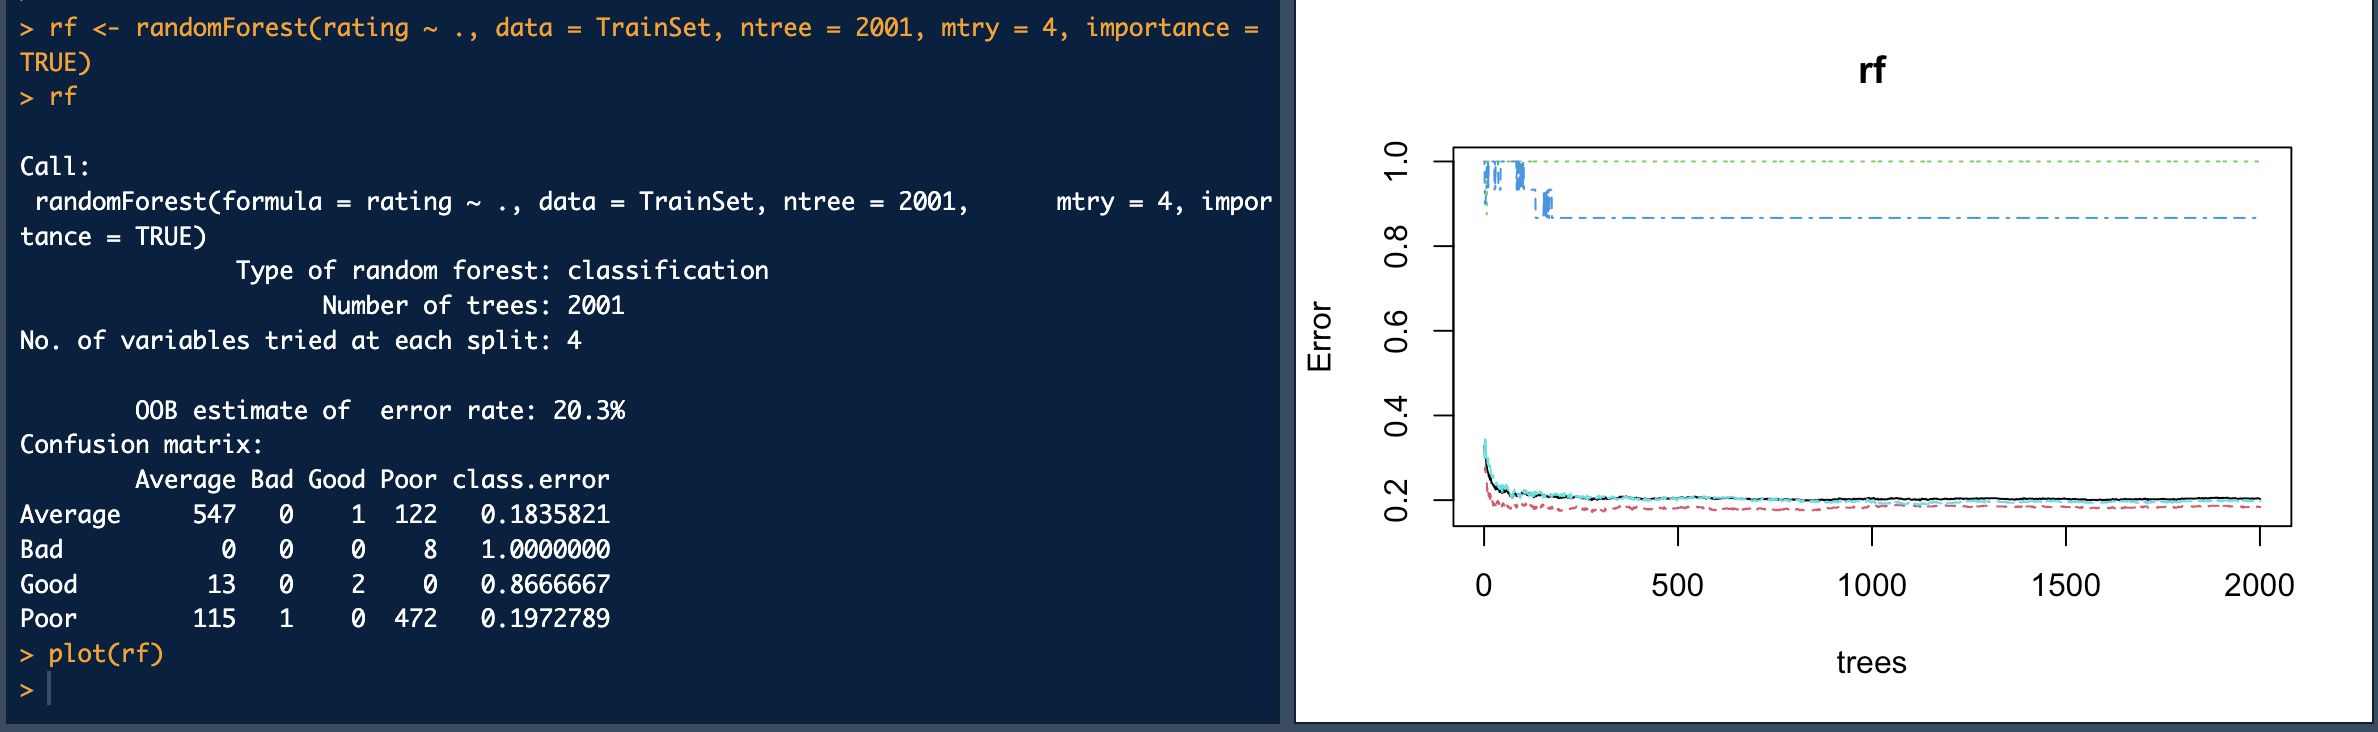 > rf <- randomForest(rating ~ ., data = TrainSet, ntree = 2001, mtry = 4, importance =
TRUE)
> rf
Call:
 randomForest(formula = rating ~ ., data = TrainSet, ntree = 2001,      mtry = 4, impor
tance = TRUE)
               Type of random forest: classification
                     Number of trees: 2001
No. of variables tried at each split: 4
        OOB estimate of  error rate: 20.3%
Confusion matrix:
        Average Bad Good Poor class.error
Average     547   0    1  122   0.1835821
Bad           0   0    0    8   1.0000000
Good         13   0    2    0   0.8666667
Poor        115   1    0  472   0.1972789
> plot(rf)
>
rf
Error
1.0
0.8
0.6
0.4
0.2
0 500 1000 1500 2000
trees